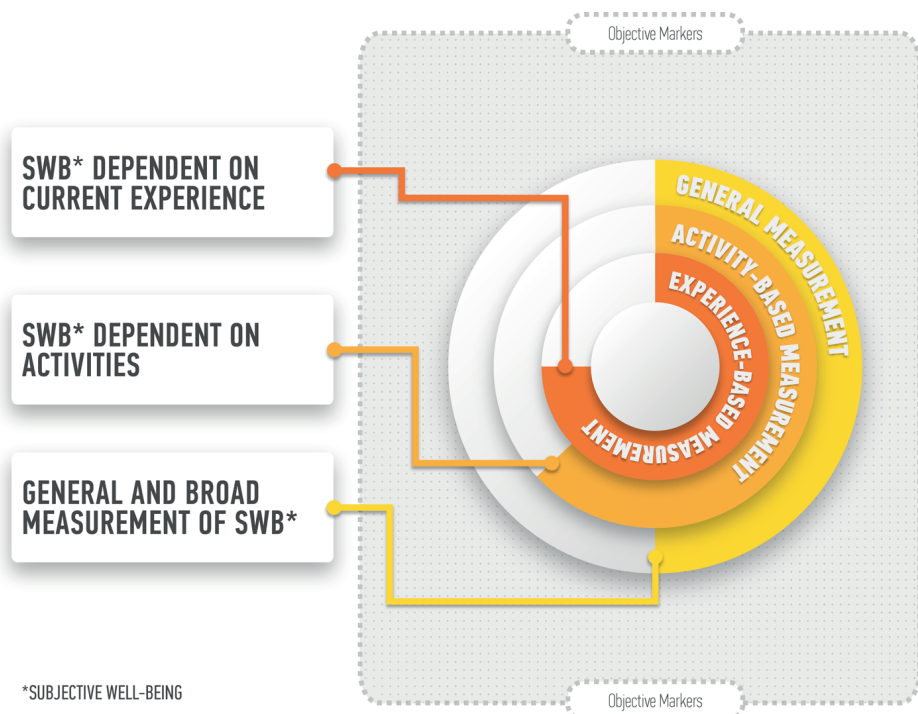 Objective Markers
SWB* DEPENDENT ON
CURRENT EXPERIENCE
SWB* DEPENDENT ON
ACTIVITIES
GENERAL AND BROAD
MEASUREMENT OF SWB*
GENERAL MEASUREMENT
ACTIVITY-BASED MEASUREMENT
EXPERIENCE-BASED MEASUREMENT
*SUBJECTIVE WELL-BEING
Objective Markers